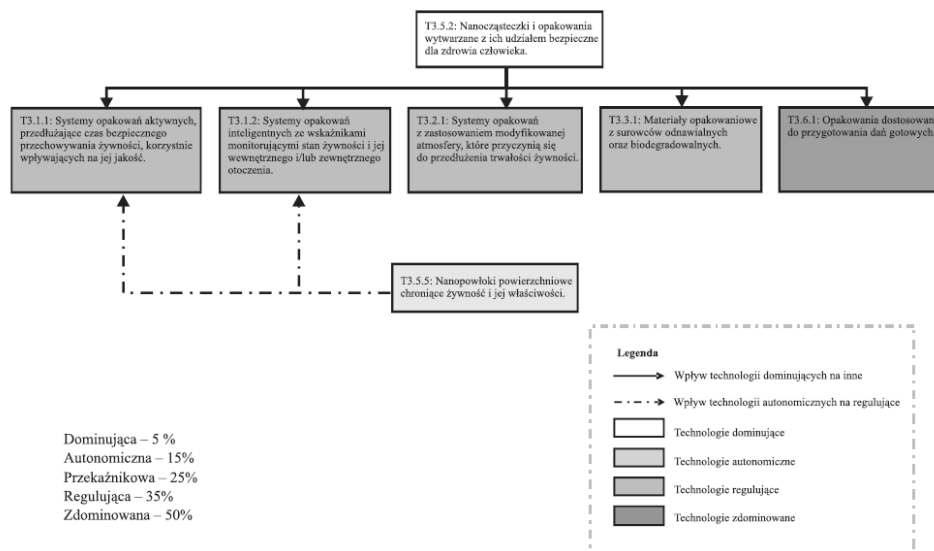 T3.5.2: Nanocząsteczki i opakowania
wytwarzane z ich udziałem bezpieczne
dla zdrowia człowieka.
T3.1.1: Systemy opakowań aktywnych,
przedłużające czas bezpiecznego
przechowywania żywności, korzystnie
wpływających na jej jakość.
T3.1.2: Systemy opakowań
inteligentnych ze wskaźnikami
monitorującymi stan żywności i jej
wewnętrznego i/lub zewnętrznego
otoczenia.
T3.2.1: Systemy opakowań
z zastosowaniem modyfikowanej
atmosfery, które przyczynią się
do przedłużenia trwałości żywności.
T3.3.1: Materiały opakowaniowe
z surowców odnawialnych
oraz biodegradowalnych.
T3.6.1: Opakowania dostosowan
do przygotowania dań gotowych.
T3.5.5: Nanopowłoki powierzchniowe
chroniące żywność i jej właściwości.
Legenda
Wpływ technologii dominujących na inne
Wpływ technologii autonomicznych na regulujące
Technologie dominujące
Technologie autonomiczne
Technologie regulujące
Technologie zdominowane
Dominująca – 5 %
Autonomiczna – 15%
Przekaźnikowa – 25%
Regulująca – 35%
Zdominowana – 50%